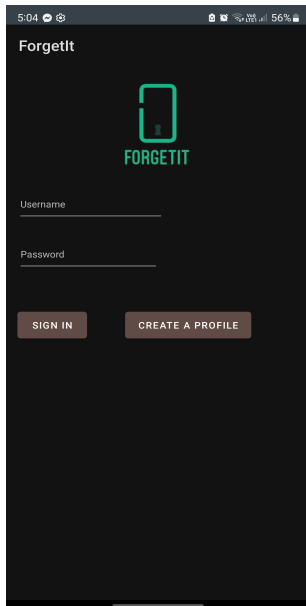 5:04 56%
ForgetIt
FORGETIT
Username
Password
SIGN IN CREATE A PROFILE